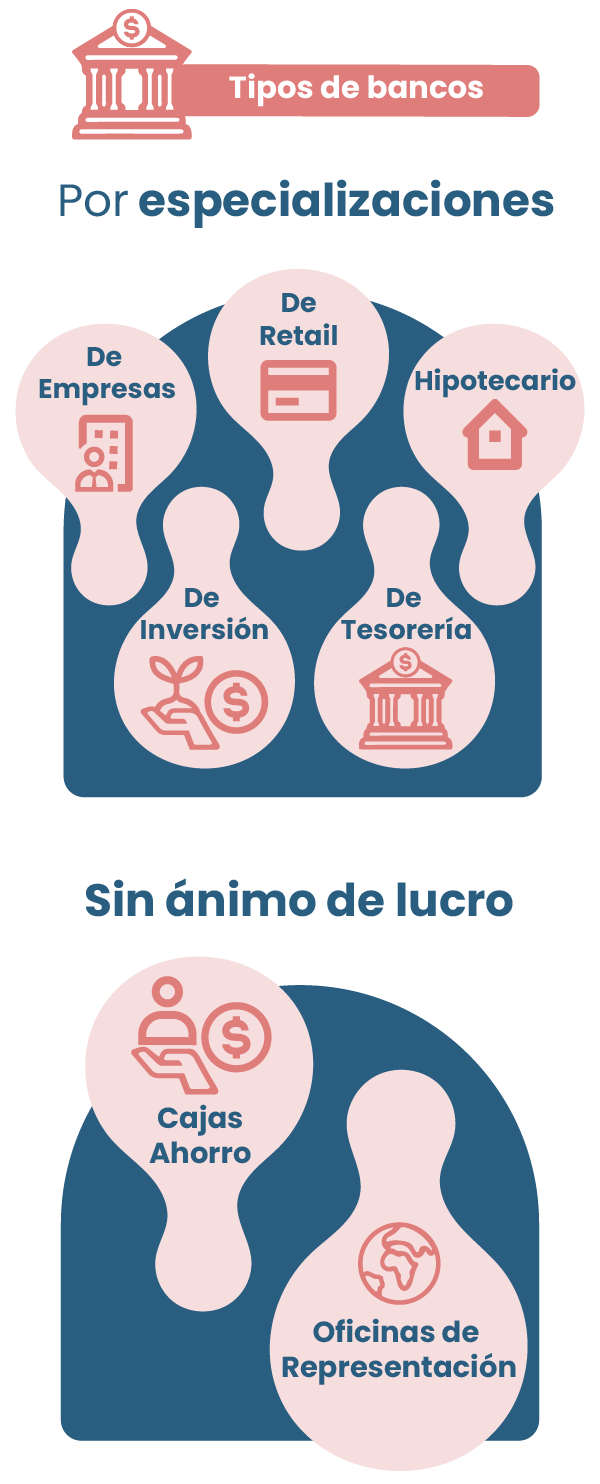 Tipos de bancos
Por especializaciones
De
Empresas
De
Retail
Hipotecario
De
Inversión
De
Tesorería
Sin ánimo de lucro
Cajas
Ahorro
Oficinas de
Representación